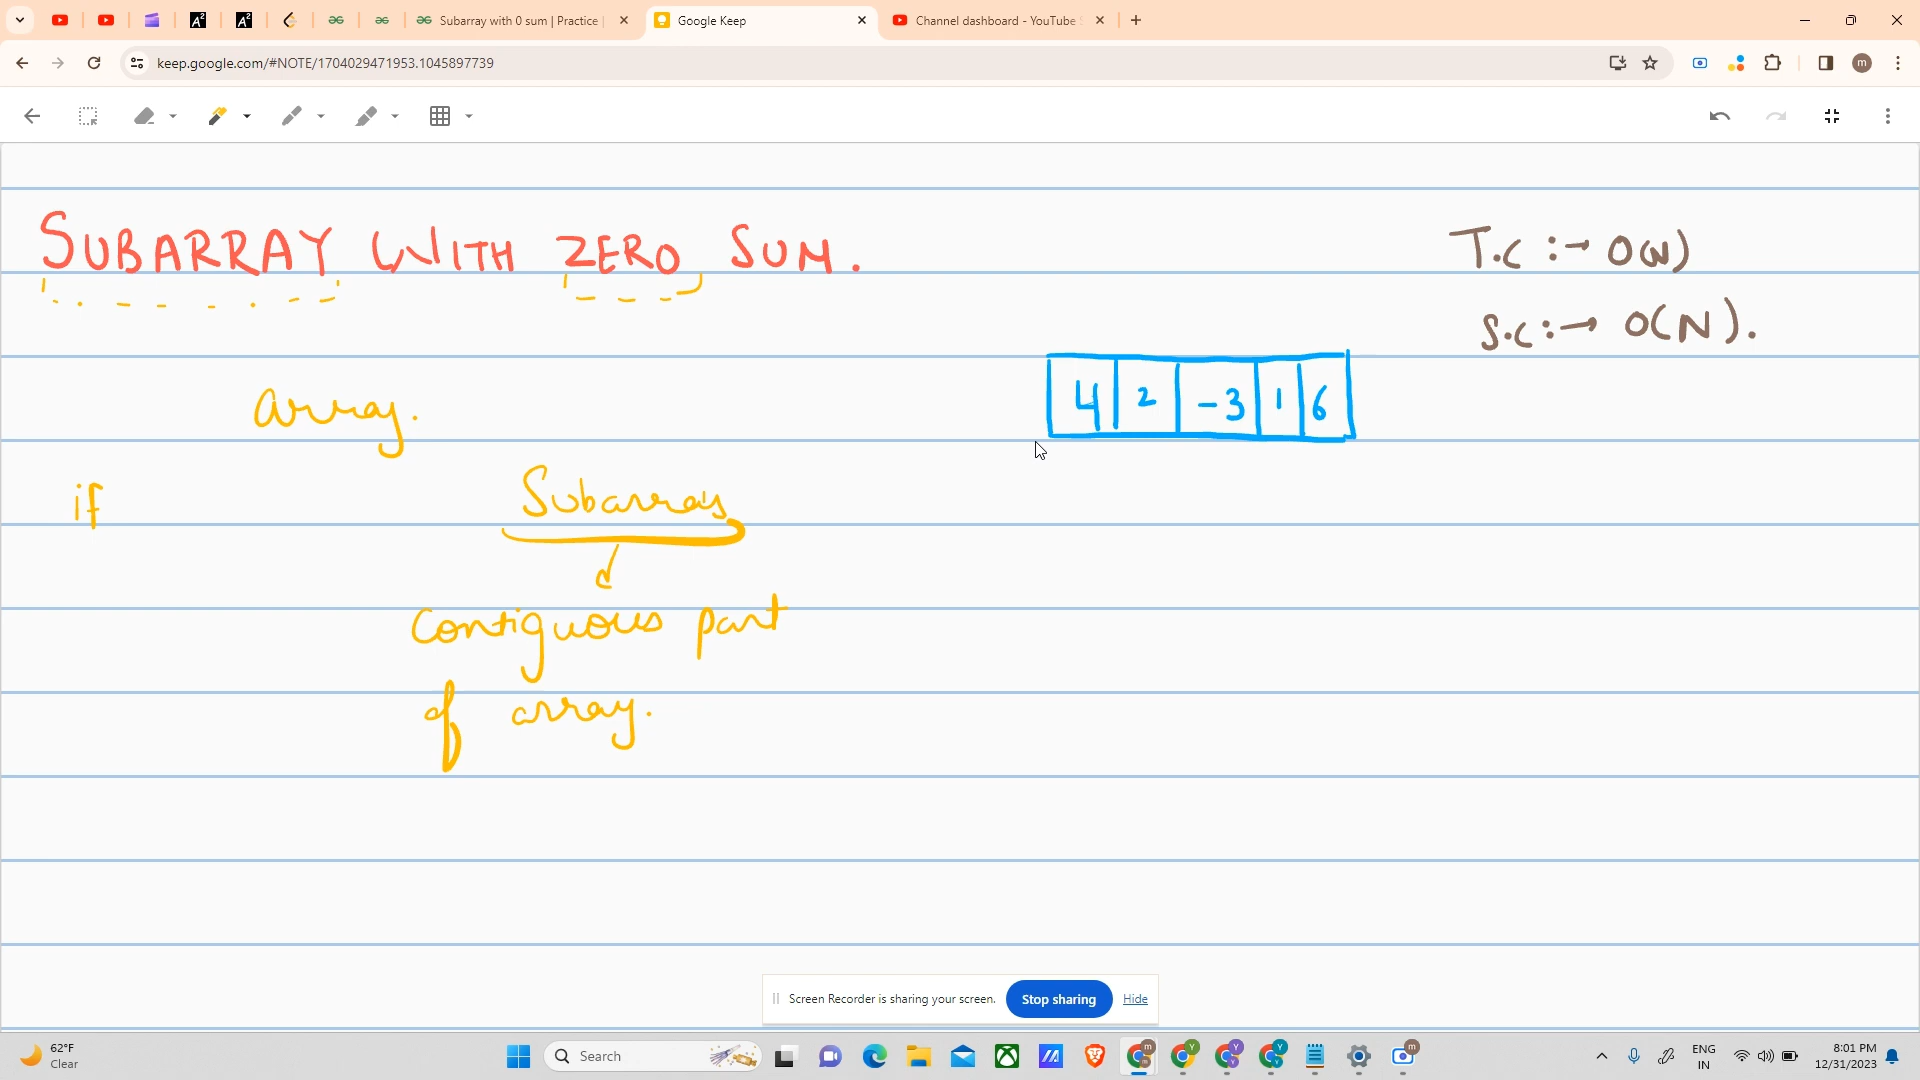 Subarray with 0 sum | Practice |
Google Keep
Channel dashboard - YouTube
keep.google.com/#NOTE/1704029471953.1045897739
m
SUBARRAY WITH ZERO SUM.
T.C :→ O(N)
S.C :→ O(N).
4 2 -3 1 6
array.
if
Subarray
Contiguous part
of array.
Screen Recorder is sharing your screen.
Stop sharing
Hide
62°F
Clear
Search
ENG
IN
8:01 PM
12/31/2023